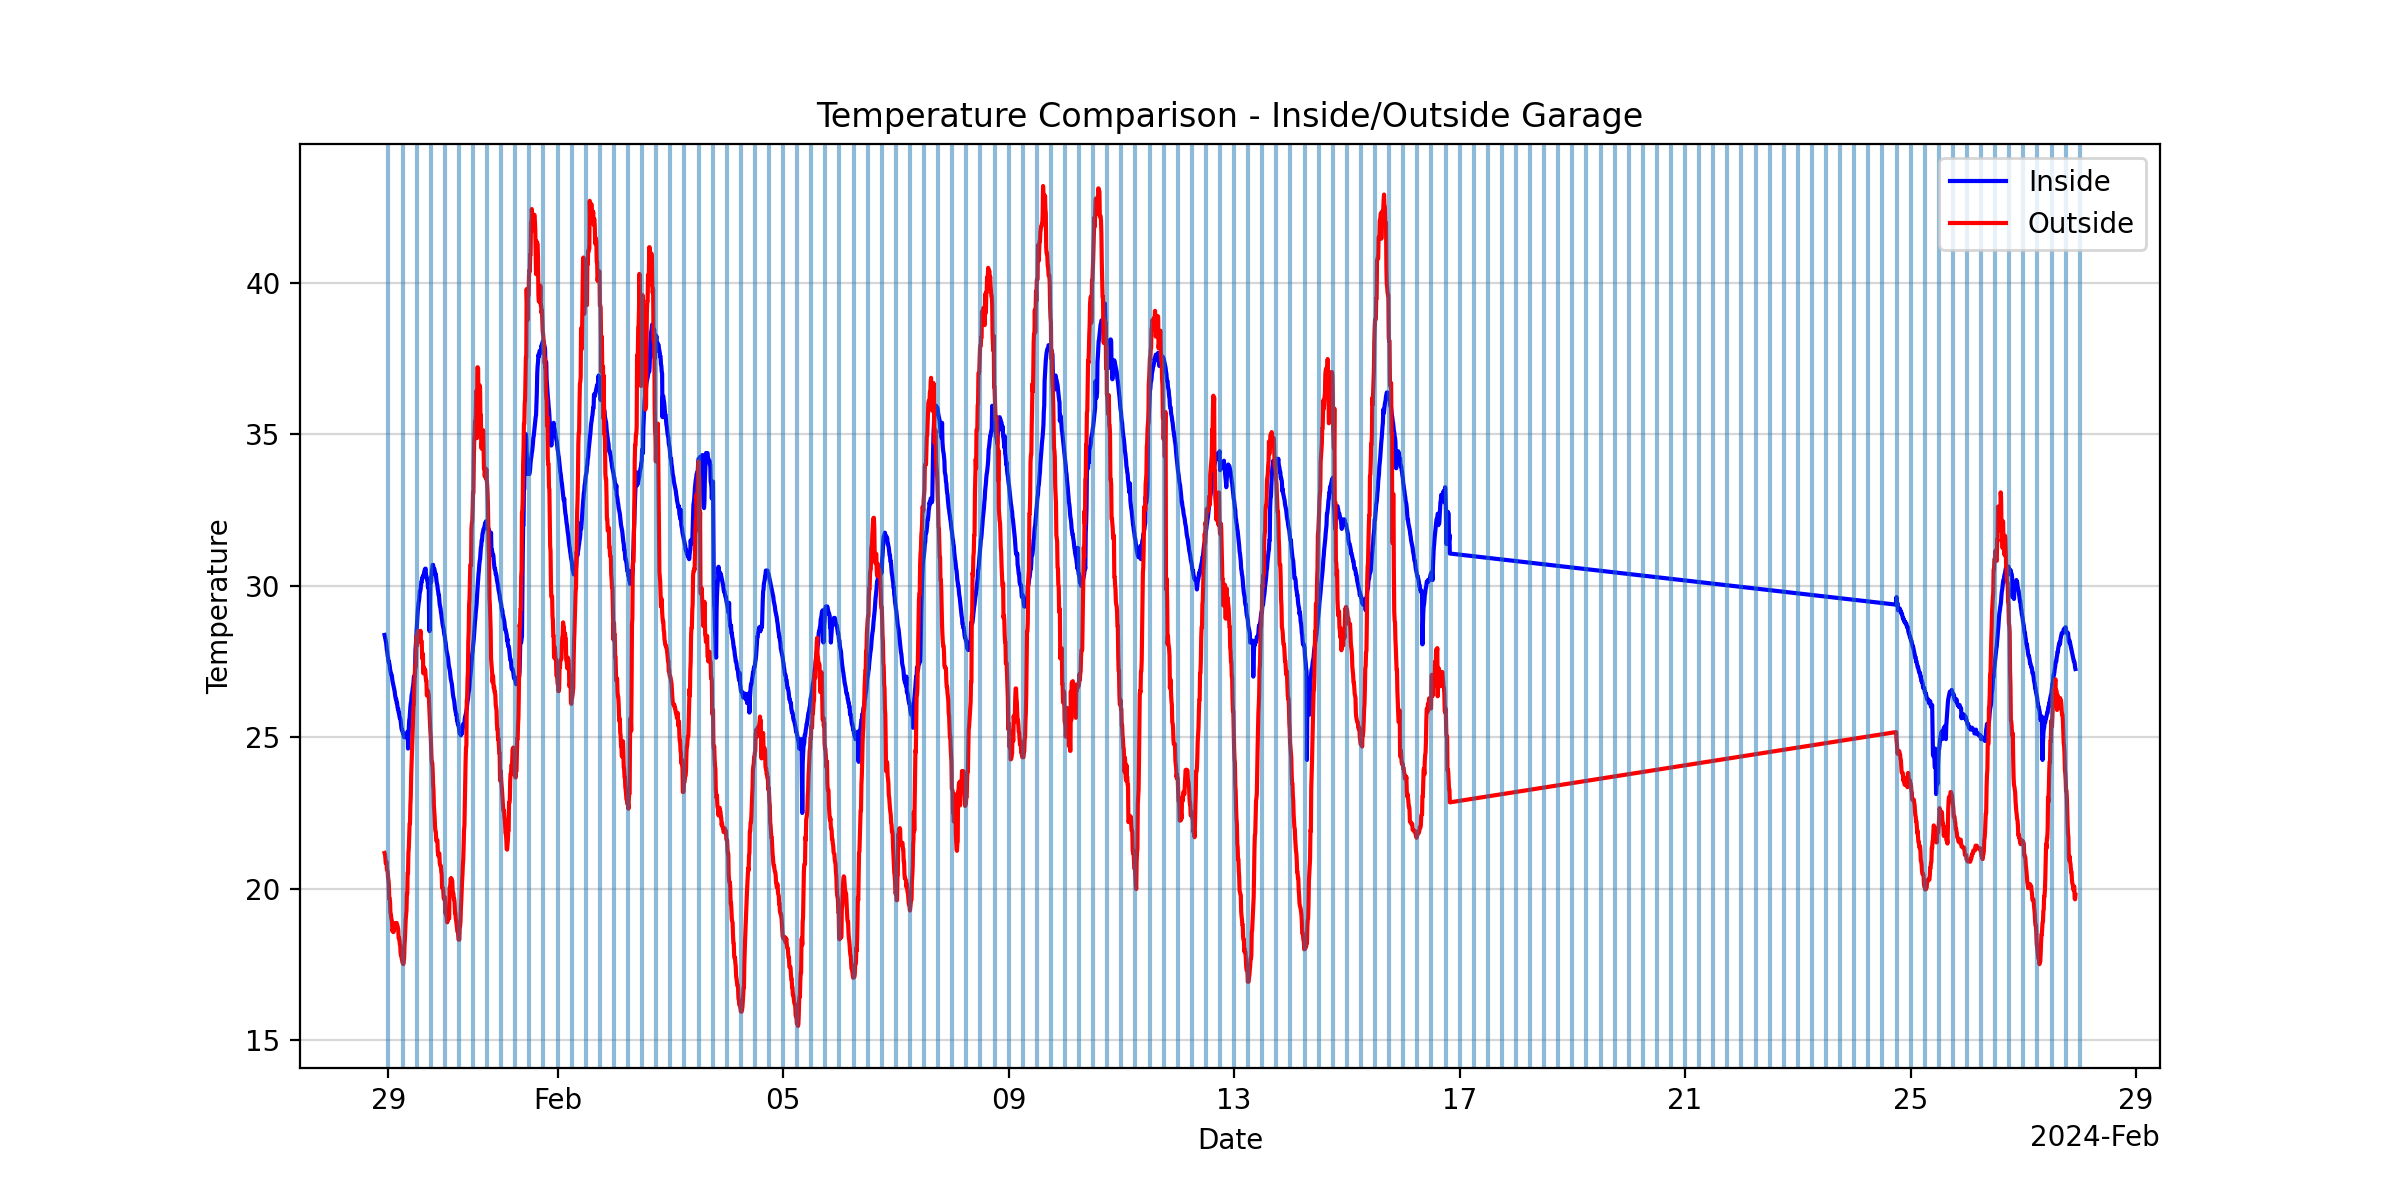 Temperature Comparison - Inside/Outside Garage
Inside
Outside
Temperature
40
35
30
25
20
15
29 Feb 05 09 13 17 21 25 29
Date
2024-Feb